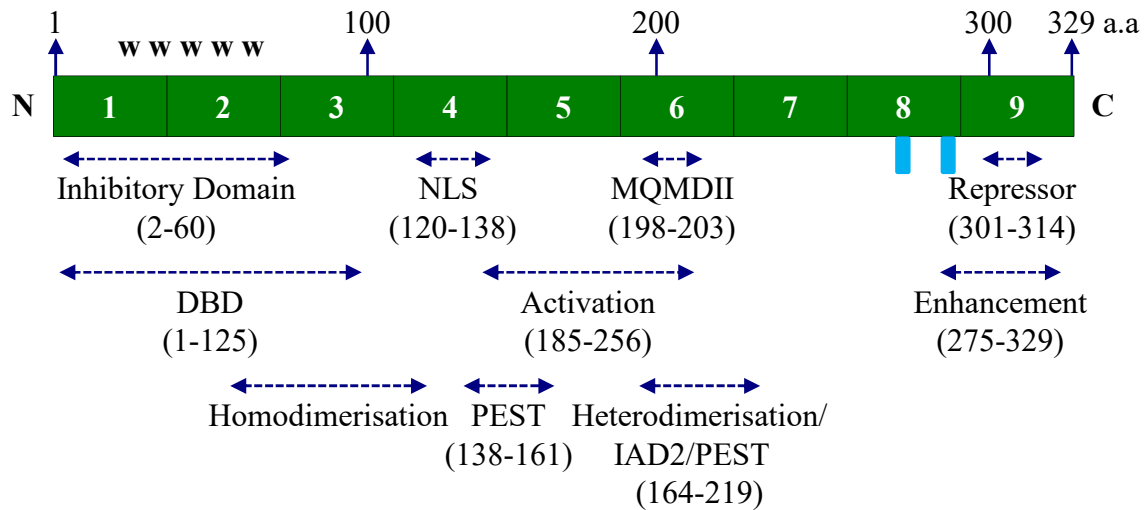 1 100 200 300 329 a.a
W W W W W
N 1 2 3 4 5 6 7 8 9 C
Inhibitory Domain NLS MQMDII Repressor
(2-60) (120-138) (198-203) (301-314)
DBD Activation Enhancement
(1-125) (185-256) (275-329)
Homodimerisation PEST Heterodimerisation/
(138-161) IAD2/PEST
(164-219)